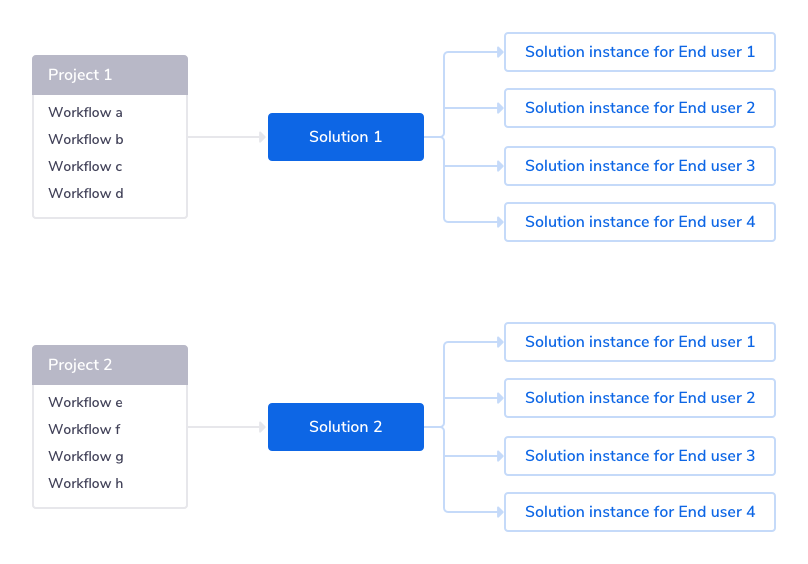 Project 1
Workflow a
Workflow b
Workflow c
Workflow d
Solution 1
Solution instance for End user 1
Solution instance for End user 2
Solution instance for End user 3
Solution instance for End user 4
Project 2
Workflow e
Workflow f
Workflow g
Workflow h
Solution 2
Solution instance for End user 1
Solution instance for End user 2
Solution instance for End user 3
Solution instance for End user 4